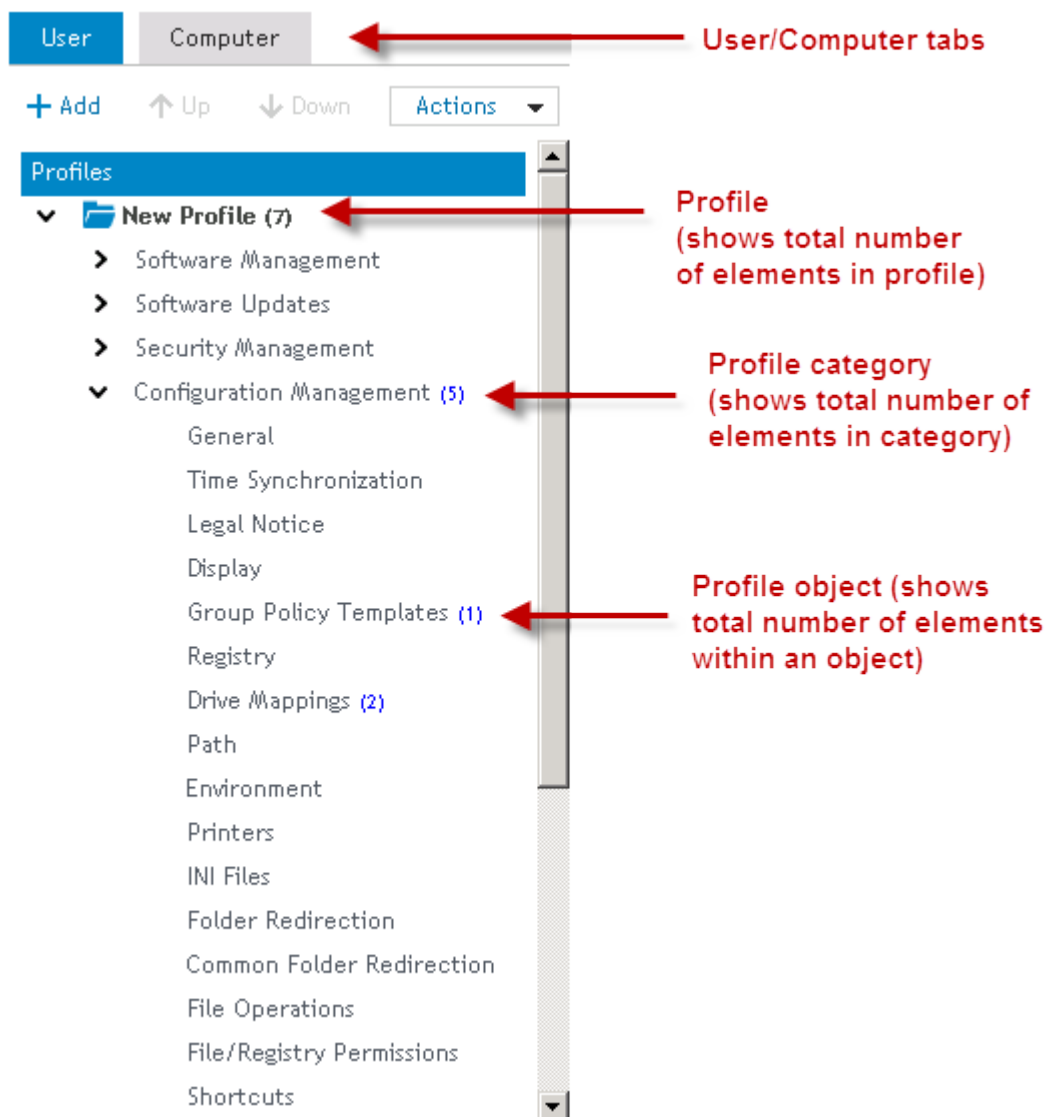 User Computer
User/Computer tabs
+ Add Up Down Actions
Profiles
New Profile (7)
Profile
(shows total number
of elements in profile)
Software Management
Software Updates
Security Management
Configuration Management (5)
Profile category
(shows total number of
elements in category)
General
Time Synchronization
Legal Notice
Display
Group Policy Templates (1)
Profile object (shows
total number of elements
within an object)
Registry
Drive Mappings (2)
Path
Environment
Printers
INI Files
Folder Redirection
Common Folder Redirection
File Operations
File/Registry Permissions
Shortcuts